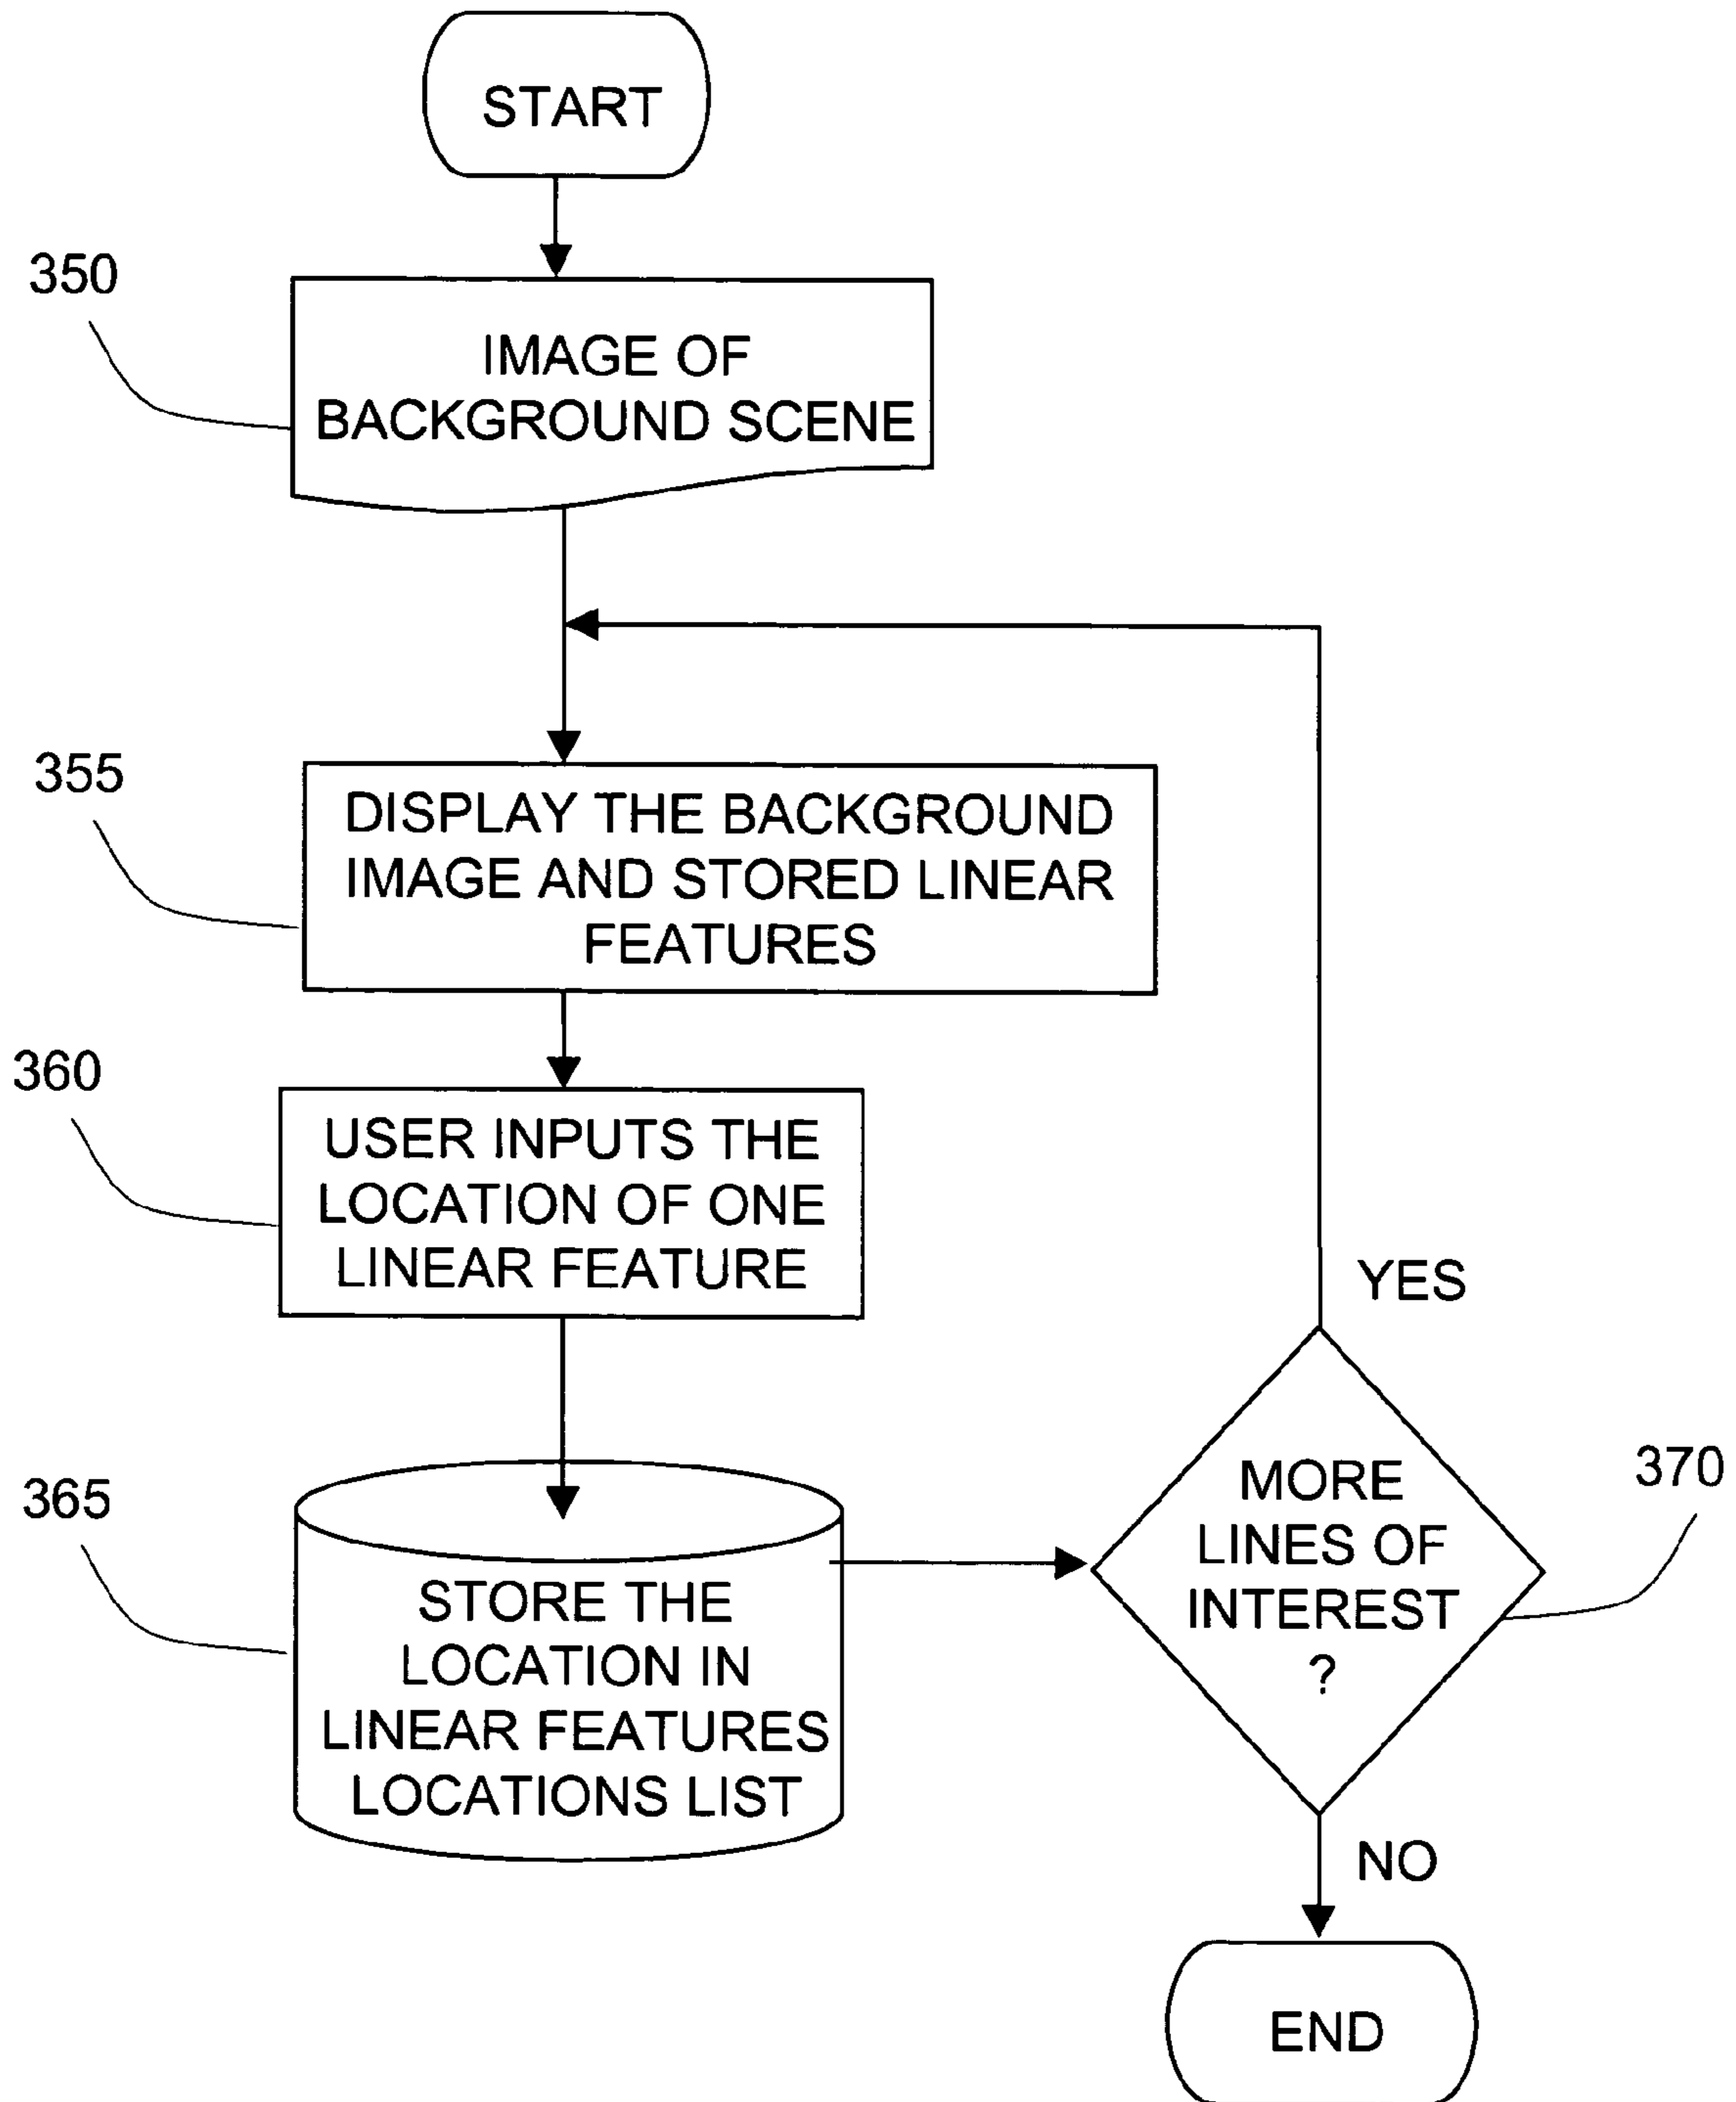 START
350
IMAGE OF
BACKGROUND SCENE
355
DISPLAY THE BACKGROUND
IMAGE AND STORED LINEAR
FEATURES
360
USER INPUTS THE
LOCATION OF ONE
LINEAR FEATURE
YES
365
STORE THE
LOCATION IN
LINEAR FEATURES
LOCATIONS LIST
370
MORE
LINES OF
INTEREST
?
NO
END